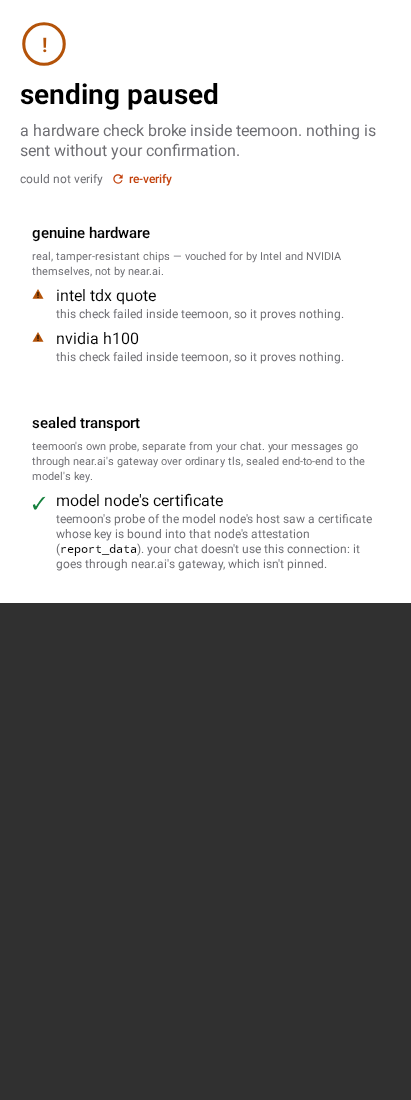 !
sending paused
a hardware check broke inside teemoon. nothing is
sent without your confirmation.
could not verify re-verify
genuine hardware
real, tamper-resistant chips — vouched for by Intel and NVIDIA
themselves, not by near.ai.
intel tdx quote
this check failed inside teemoon, so it proves nothing.
nvidia h100
this check failed inside teemoon, so it proves nothing.
sealed transport
teemoon's own probe, separate from your chat. your messages go
through near.ai's gateway over ordinary tls, sealed end-to-end to the
model's key.
model node's certificate
teemoon's probe of the model node's host saw a certificate
whose key is bound into that node's attestation
(report_data). your chat doesn't use this connection: it
goes through near.ai's gateway, which isn't pinned.